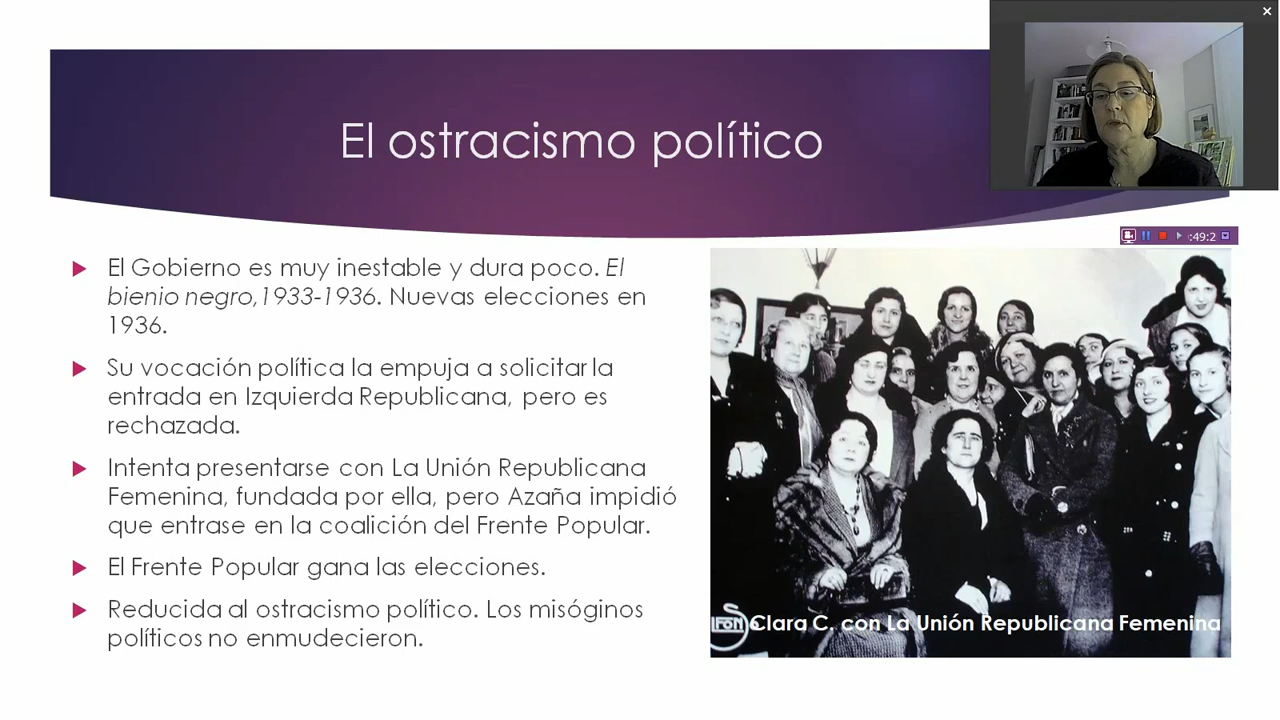 El ostracismo político
:49:2
El Gobierno es muy inestable y dura poco. El
bienio negro,1933-1936. Nuevas elecciones en
1936.
Su vocación política la empuja a solicitar la
entrada en Izquierda Republicana, pero es
rechazada.
Intenta presentarse con La Unión Republicana
Femenina, fundada por ella, pero Azaña impidió
que entrase en la coalición del Frente Popular.
El Frente Popular gana las elecciones.
Reducida al ostracismo político. Los misóginos
políticos no enmudecieron.
Clara C. con La Unión Republicana Femenina